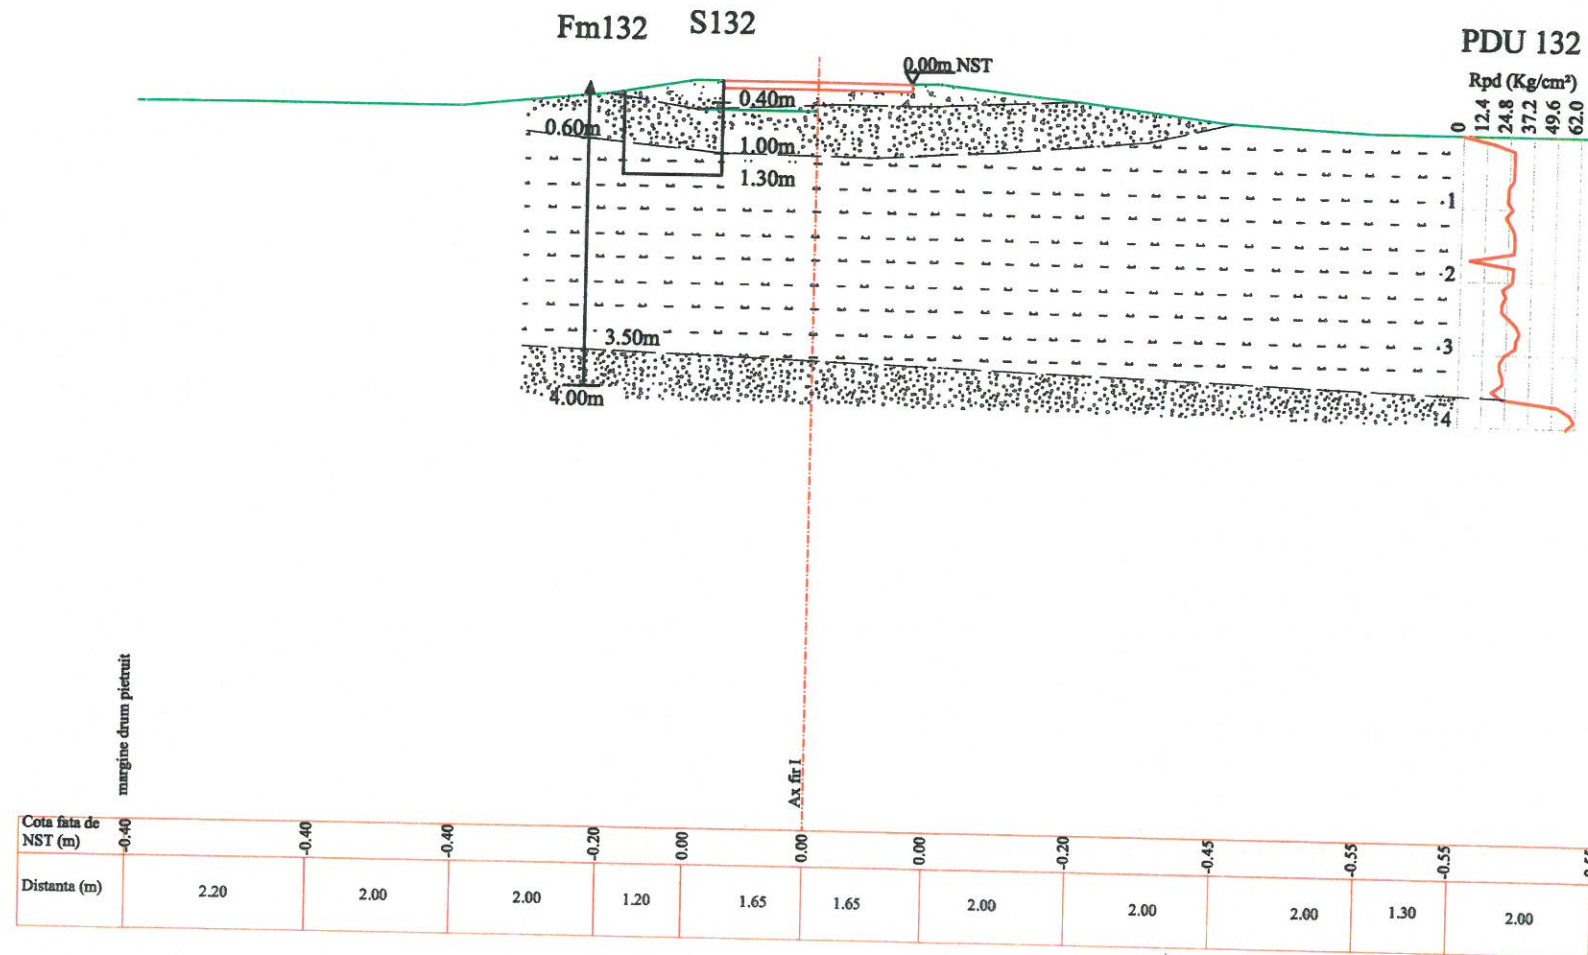 Fm132 S132 PDU 132
0.00m NST
Rpd (Kg/cm²)
0 12.4 24.8 37.2 49.6 62.0
0.40m
0.60m
1.00m
1.30m
1
2
3.50m
3
4.00m
4
margine drum pietruit
Ax fir I
Cota fata de
NST (m)
-0.40 -0.40 -0.40 -0.20 0.00 0.00 0.00 -0.20 -0.45 -0.55 -0.55
Distanta (m) 2.20 2.00 2.00 1.20 1.65 1.65 2.00 2.00 2.00 1.30 2.00